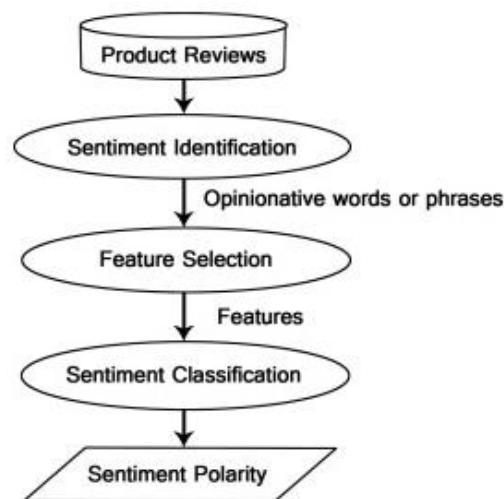 Product Reviews
Sentiment Identification
Opinionative words or phrases
Feature Selection
Features
Sentiment Classification
Sentiment Polarity